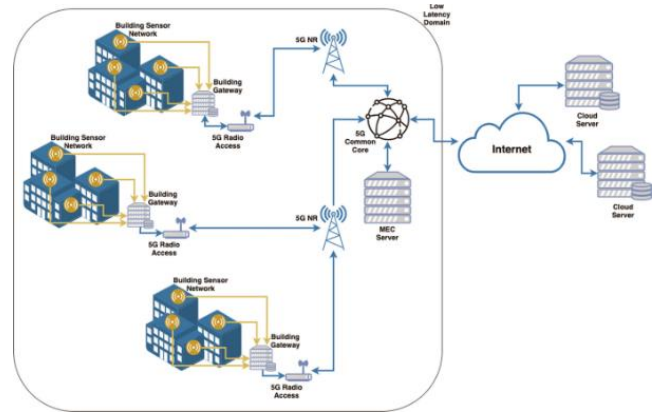 Low
Latency
Domain
Building Sensor
Network
5G NR
Building
Gateway
5G Radio
Access
5G
Common
Core
Internet
Cloud
Server
Cloud
Server
MEC
Server
Building Sensor
Network
Building
Gateway
5G Radio
Access
5G NR
Building Sensor
Network
Building
Gateway
5G Radio
Access